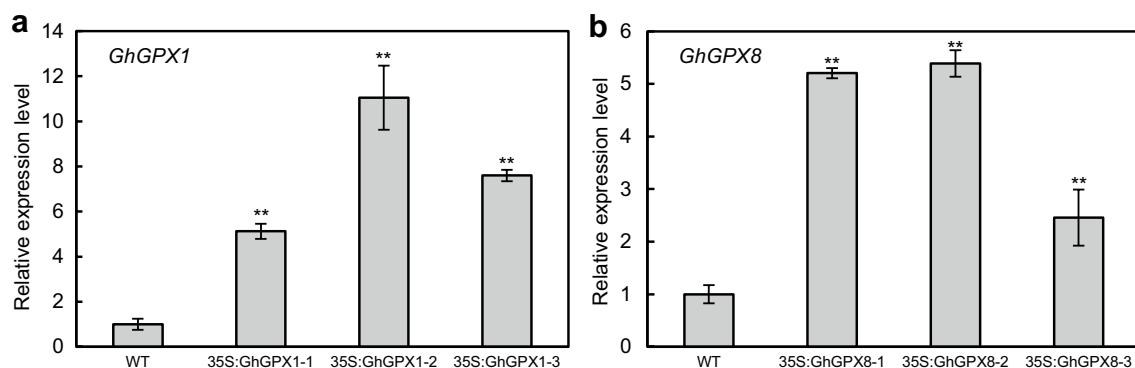 a
GhGPX1
Relative expression level
14
12
10
8
6
4
2
0
**
**
**
WT
35S:GhGPX1-1
35S:GhGPX1-2
35S:GhGPX1-3
b
GhGPX8
Relative expression level
6
5
4
3
2
1
0
**
**
**
WT
35S:GhGPX8-1
35S:GhGPX8-2
35S:GhGPX8-3